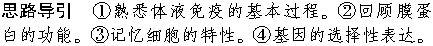 思路导引　①熟悉体液免疫的基本过程。②回顾膜蛋
白的功能。③记忆细胞的特性。④基因的选择性表达。